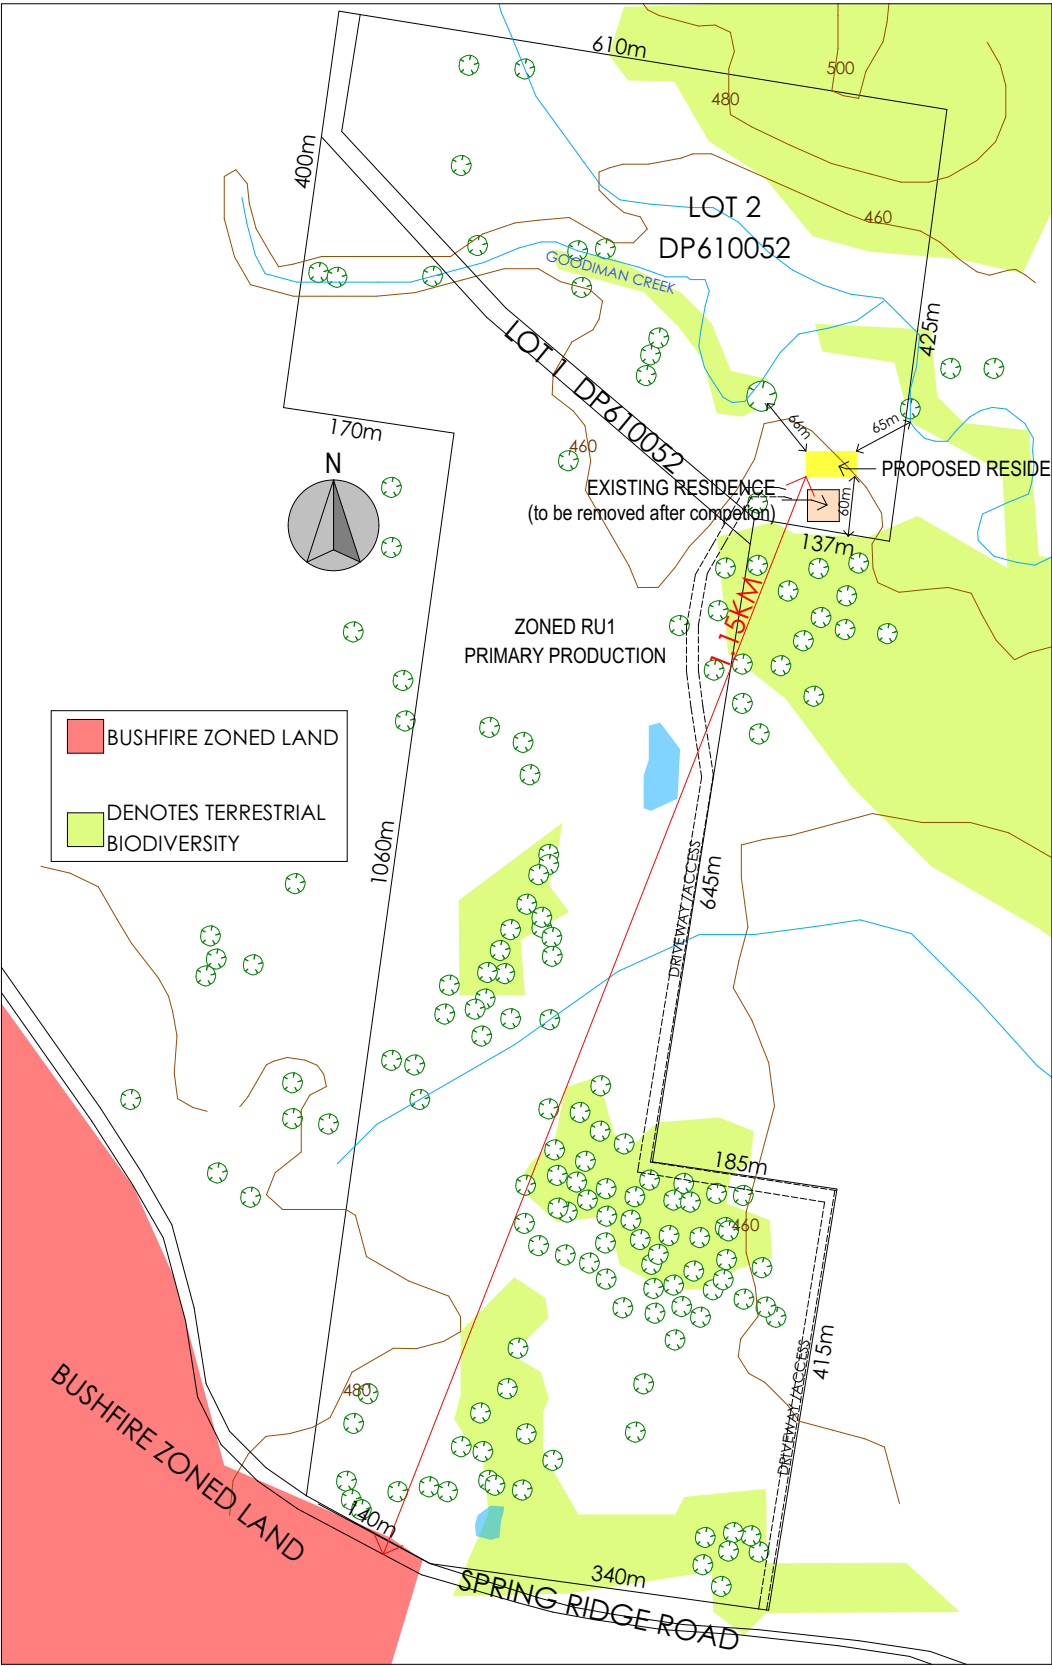 610m
500
480
400m
LOT 2
460
DP610052
GOODIMAN CREEK
425m
LOT 1 DP610052
170m
66m
65m
460
N
PROPOSED RESIDE
EXISTING RESIDENCE
(to be removed after competion)
60m
137m
1.15KM
ZONED RU1
PRIMARY PRODUCTION
BUSHFIRE ZONED LAND
DENOTES TERRESTRIAL
BIODIVERSITY
1060m
DRIVEWAY /ACCESS
645m
185m
460
415m
DRIVEWAY /ACCESS
480
BUSHFIRE ZONED LAND
140m
340m
SPRING RIDGE ROAD